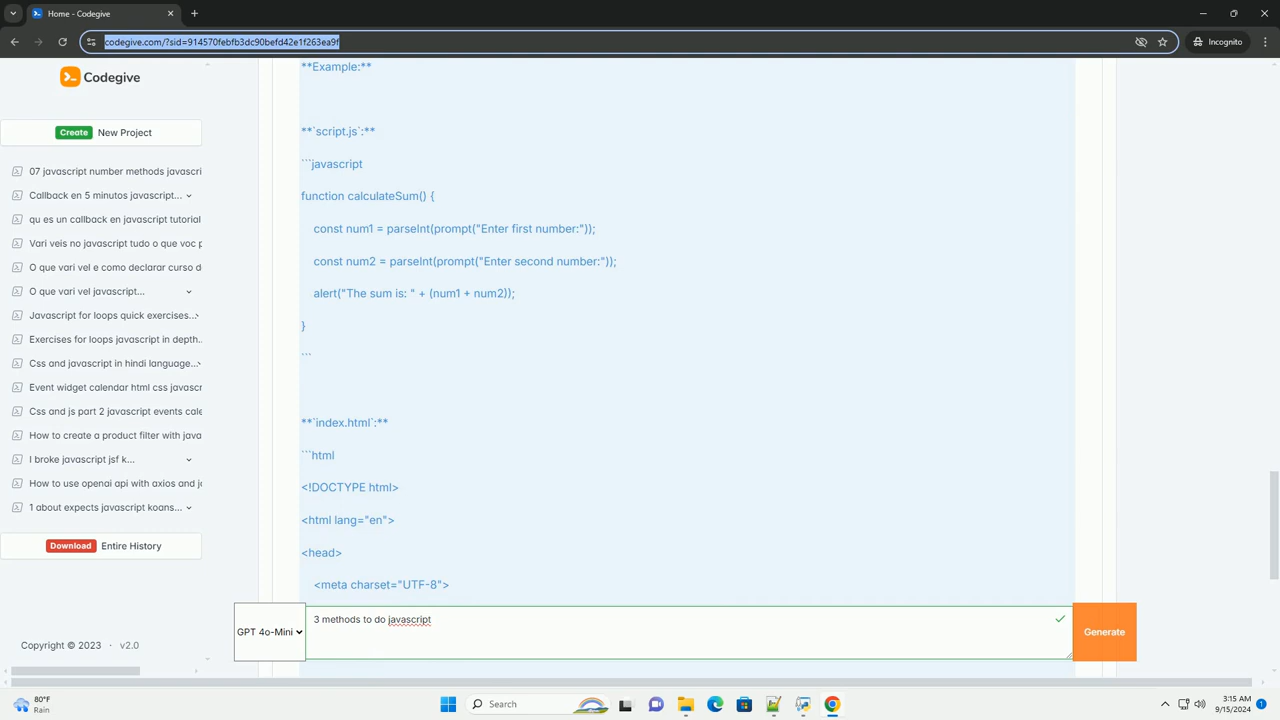 Home - Codegive
codegive.com/?sid=914570febfb3dc90befd42e1f263ea9f
Incognito
Codegive
Create New Project
07 javascript number methods javascri
Callback en 5 minutos javascript...
qu es un callback en javascript tutorial
Vari veis no javascript tudo o que voc p
O que vari vel e como declarar curso d
O que vari vel javascript...
Javascript for loops quick exercises...
Exercises for loops javascript in depth...
Css and javascript in hindi language...
Event widget calendar html css javasc
Css and js part 2 javascript events cale
How to create a product filter with java
I broke javascript jsf k...
How to use openai api with axios and j
1 about expects javascript koans...
Download Entire History
Copyright © 2023 · v2.0
**Example:**
**`script.js`:**
```javascript
function calculateSum() {
const num1 = parseInt(prompt("Enter first number:"));
const num2 = parseInt(prompt("Enter second number:"));
alert("The sum is: " + (num1 + num2));
}
```
**`index.html`:**
```html
<!DOCTYPE html>
<html lang="en">
<head>
<meta charset="UTF-8">
GPT 4o-Mini
3 methods to do javascript
Generate
80°F
Rain
Search
3:15 AM
9/15/2024